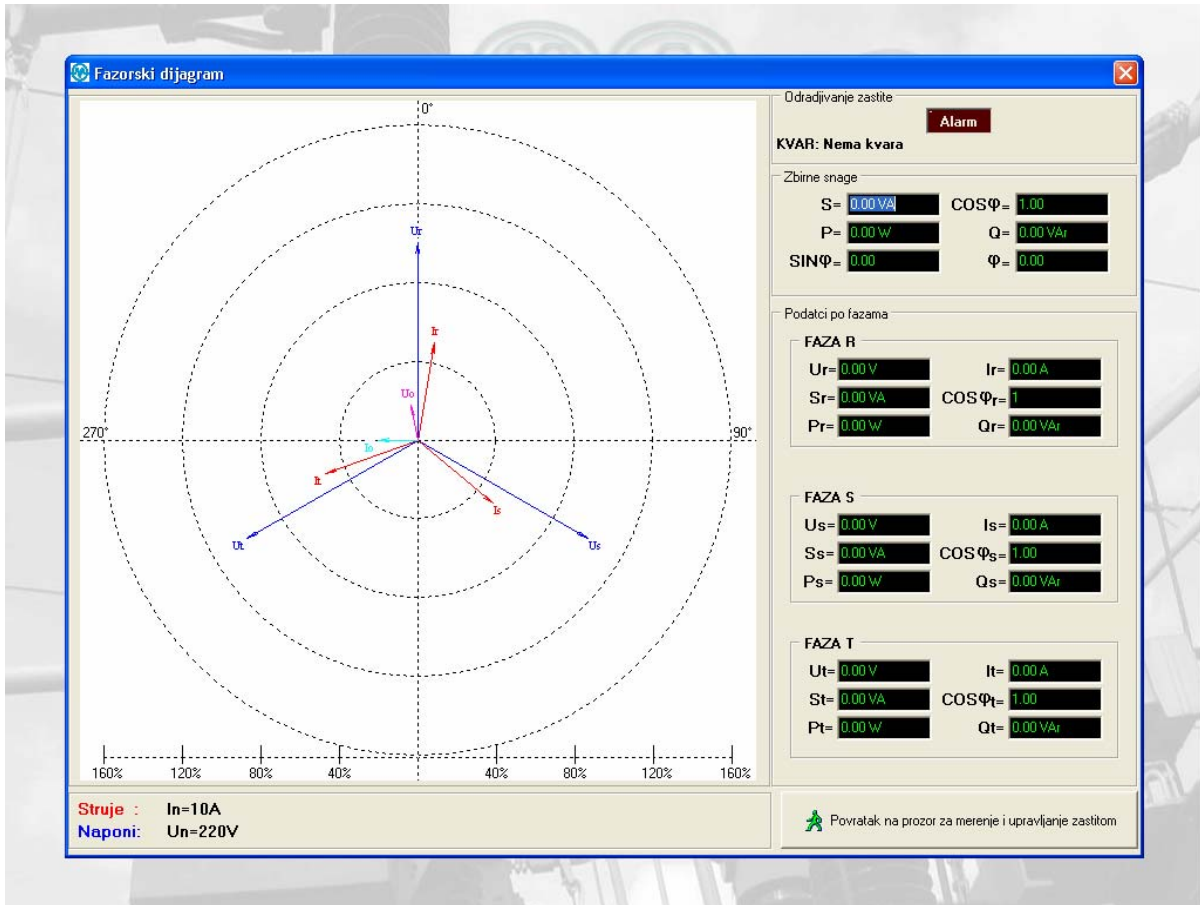 Fazorski dijagram
0°
Ur
Ir
Uo
270°
90°
Io
It
Is
Ut
Us
160% 120% 80% 40% 40% 80% 120% 160%
Struje : In=10A
Naponi: Un=220V
Odradjivanje zastite
Alarm
KVAR: Nema kvara
Zbirne snage
S= 0.00 VA COSφ= 1.00
P= 0.00 W Q= 0.00 VAr
SINφ= 0.00 φ= 0.00
Podatci po fazama
FAZA R
Ur= 0.00 V Ir= 0.00 A
Sr= 0.00 VA COSφr= 1
Pr= 0.00 W Qr= 0.00 VAr
FAZA S
Us= 0.00 V Is= 0.00 A
Ss= 0.00 VA COSφs= 1.00
Ps= 0.00 W Qs= 0.00 VAr
FAZA T
Ut= 0.00 V It= 0.00 A
St= 0.00 VA COSφt= 1.00
Pt= 0.00 W Qt= 0.00 VAr
Povratak na prozor za merenje i upravljanje zastitom